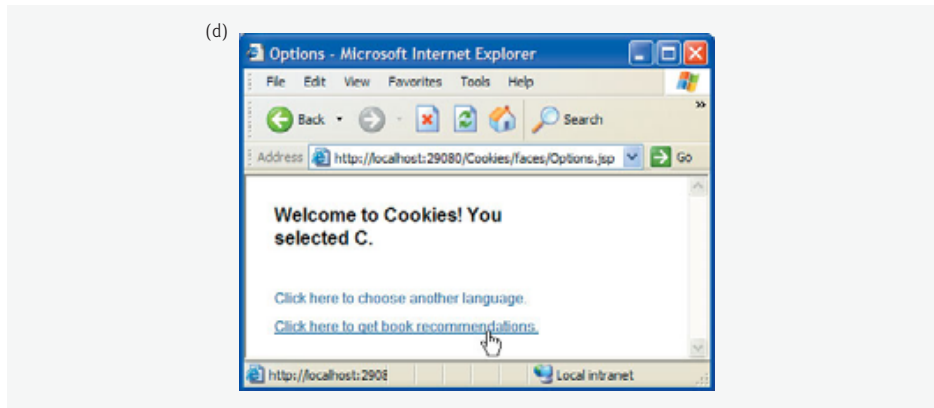 (d)
Options - Microsoft Internet Explorer
File Edit View Favorites Tools Help
Back Search »
Address http://localhost:29080/Cookies/faces/Options.jsp Go
Welcome to Cookies! You
selected C.
Click here to choose another language.
Click here to get book recommendations.
http://localhost:2908 Local intranet